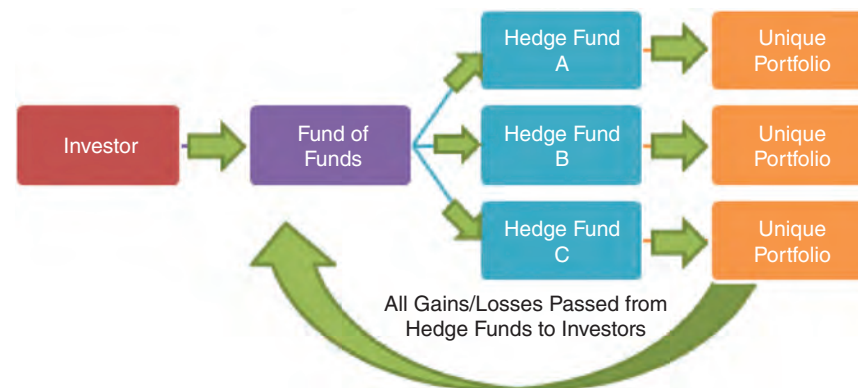 Investor
Fund of
Funds
Hedge Fund
A
Unique
Portfolio
Hedge Fund
B
Unique
Portfolio
Hedge Fund
C
Unique
Portfolio
All Gains/Losses Passed from
Hedge Funds to Investors